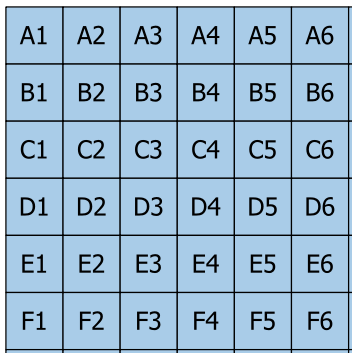 A1 A2 A3 A4 A5 A6
B1 B2 B3 B4 B5 B6
C1 C2 C3 C4 C5 C6
D1 D2 D3 D4 D5 D6
E1 E2 E3 E4 E5 E6
F1 F2 F3 F4 F5 F6